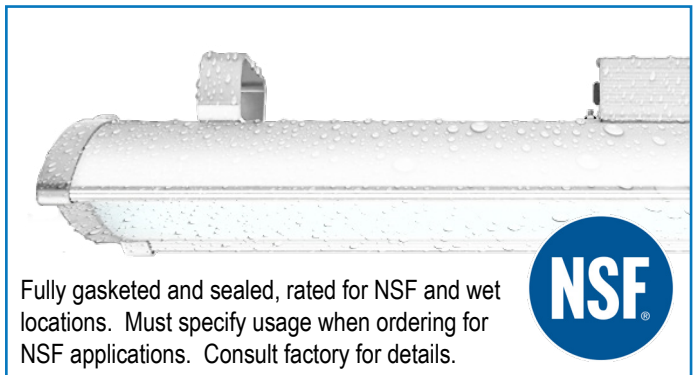 Fully gasketed and sealed, rated for NSF and wet
locations.  Must specify usage when ordering for
NSF applications.  Consult factory for details.
NSF®